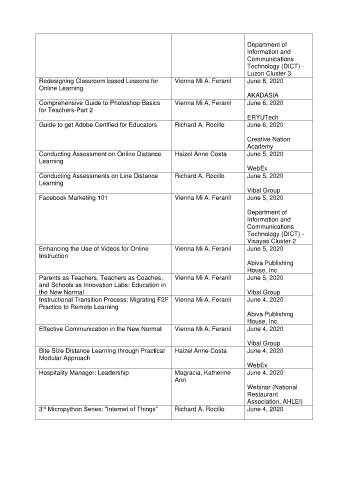 Department of
Information and
Communications
Technology (DICT) -
Luzon Cluster 3
Redesigning Classroom based Lessons for
Online Learning
Vienna Mi A. Feranil
June 8, 2020
AKADASIA
Comprehensive Guide to Photoshop Basics
for Teachers-Part 2
Vienna Mi A. Feranil
June 6, 2020
ERYUTech
Guide to get Adobe Certified for Educators
Richard A. Rocillo
June 6, 2020
Creative Nation
Academy
Conducting Assessment on Online Distance
Learning
Haizel Anne Costa
June 5, 2020
WebEx
Conducting Assessments on Line Distance
Learning
Richard A. Rocillo
June 5, 2020
Vibal Group
Facebook Marketing 101
Vienna Mi A. Feranil
June 5, 2020
Department of
Information and
Communications
Technology (DICT) -
Visayas Cluster 2
Enhancing the Use of Videos for Online
Instruction
Vienna Mi A. Feranil
June 5, 2020
Abiva Publishing
House, Inc
Parents as Teachers, Teachers as Coaches,
and Schools as Innovation Labs: Education in
the New Normal
Vienna Mi A. Feranil
June 5, 2020
Vibal Group
Instructional Transition Process: Migrating F2F
Practice to Remote Learning
Vienna Mi A. Feranil
June 4, 2020
Abiva Publishing
House, Inc.
Effective Communication in the New Normal
Vienna Mi A. Feranil
June 4, 2020
Vibal Group
Bite Size Distance Learning through Practical
Modular Approach
Haizel Anne Costa
June 4, 2020
WebEx
Hospitality Manager: Leadership
Magracia, Katherine
Ann
June 4, 2020
Webinar (National
Restaurant
Association, AHLEI)
3rd Micropython Series: "Internet of Things"
Richard A. Rocillo
June 4, 2020